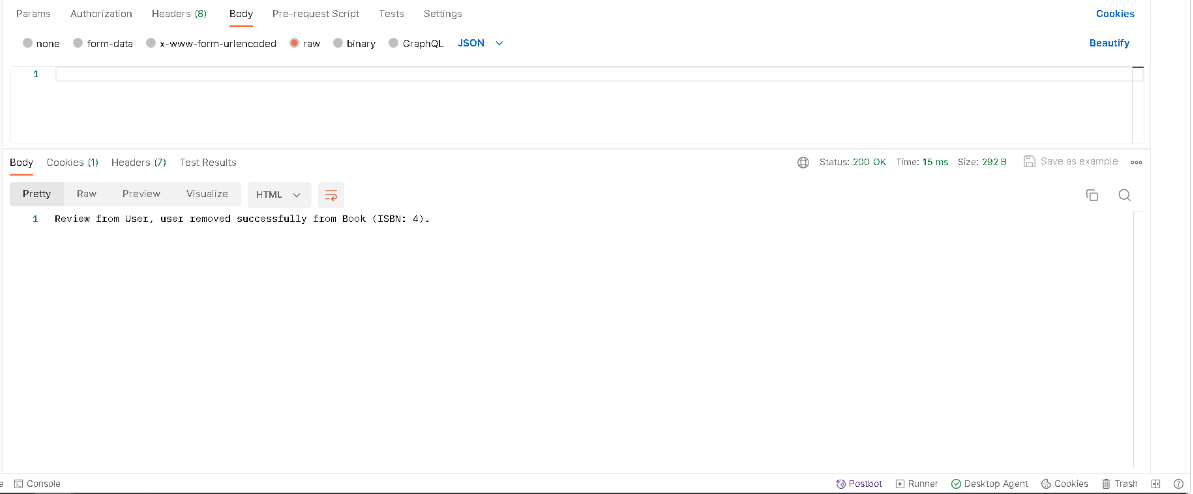 Params Authorization Headers (8) Body Pre-request Script Tests Settings Cookies
none form-data x-www-form-urlencoded raw binary GraphQL JSON Beautify
1
Body Cookies (1) Headers (7) Test Results Status: 200 OK Time: 15 ms Size: 292 B Save as example
Pretty Raw Preview Visualize HTML
1 Review from User, user removed successfully from Book (ISBN: 4).
Console Postbot Runner Desktop Agent Cookies Trash